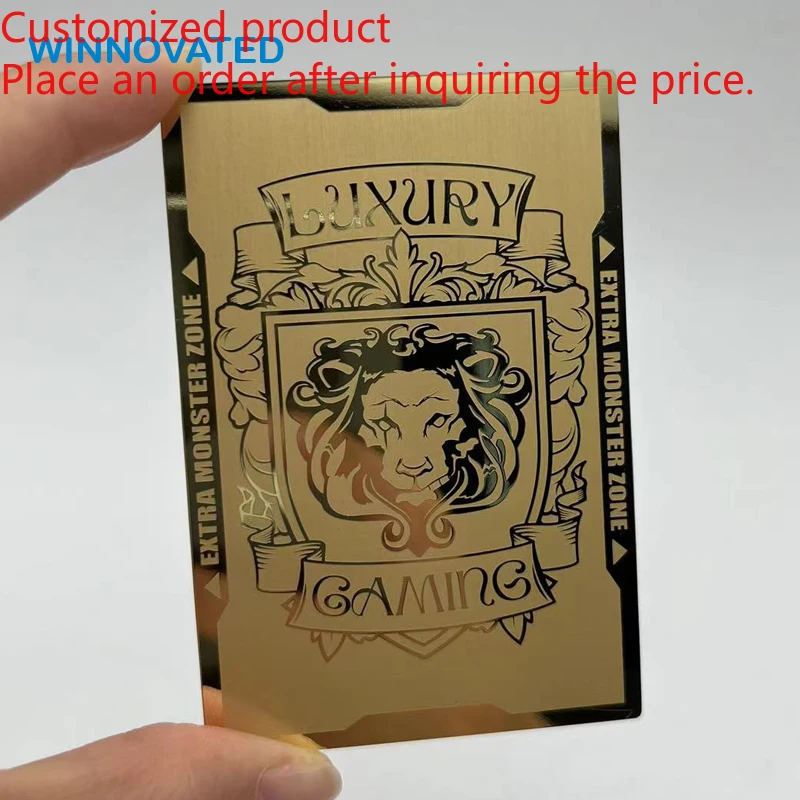 Customized product
WINNOVATED
Place an order after inquiring the price.
LUXURY
EXTRA MONSTER ZONE
EXTRA MONSTER ZONE
GAMING